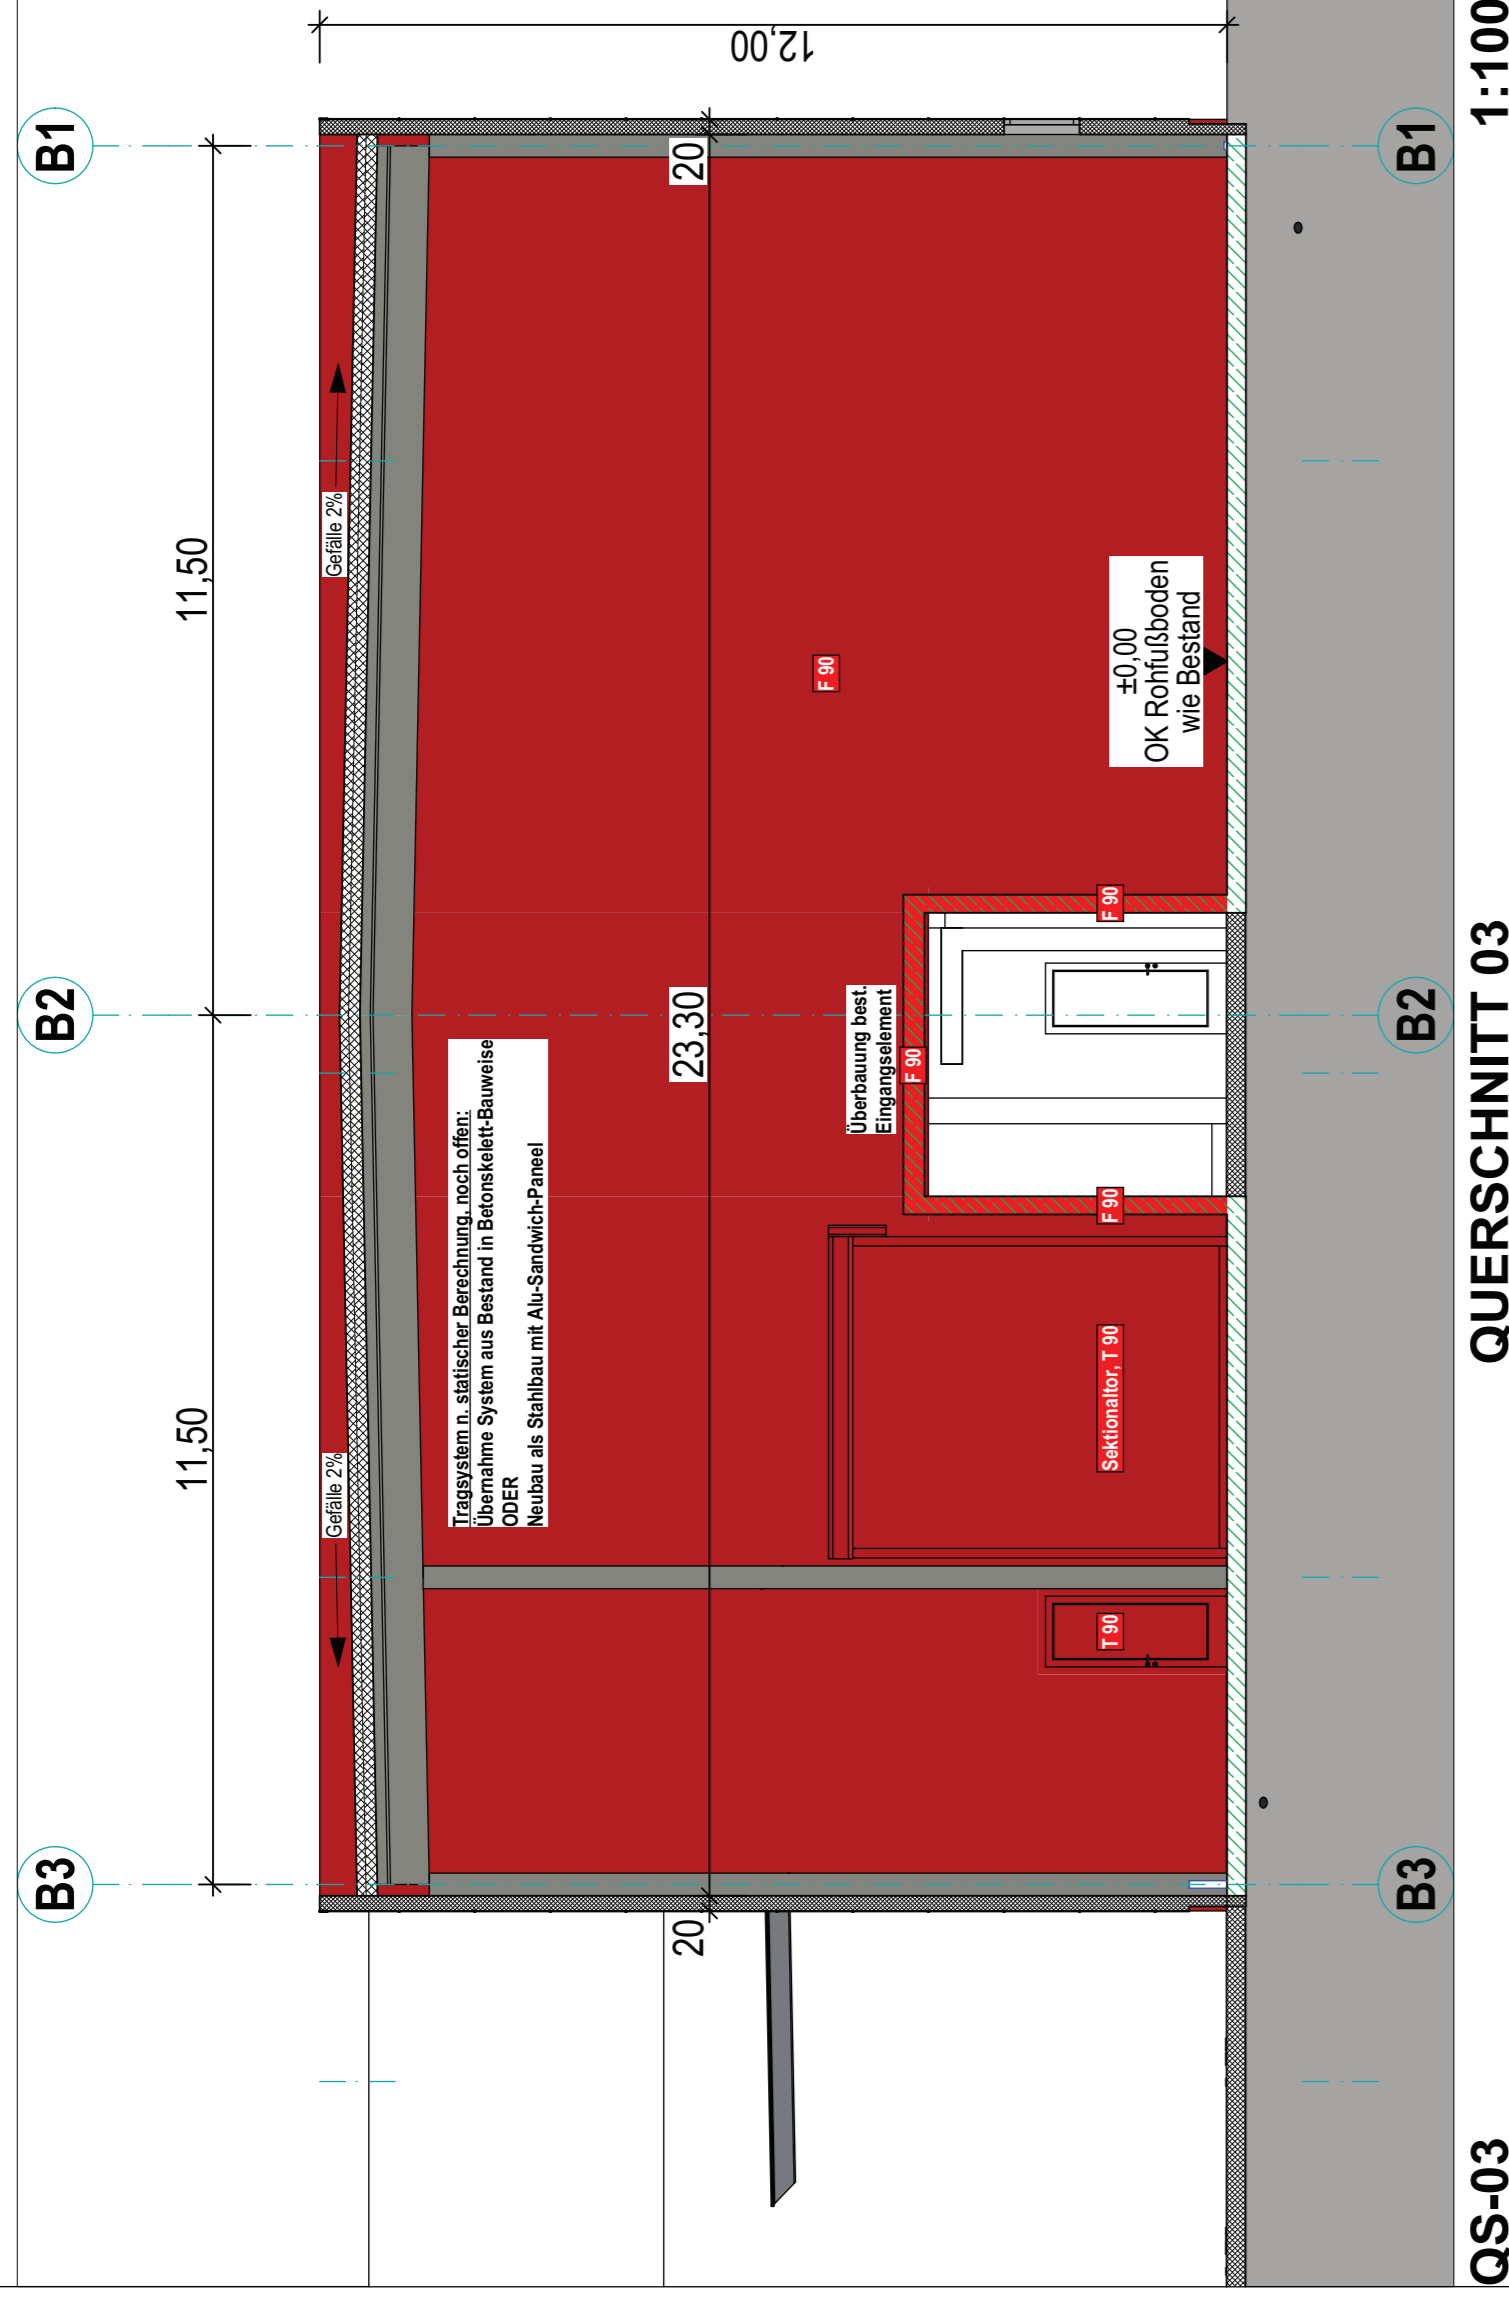 B3
B2
B1
11,50
11,50
12,00
Gefälle 2%
Gefälle 2%
Tragsystem n. statischer Berechnung, noch offen:
Übernahme System aus Bestand in Betonskelett-Bauweise
ODER
Neubau als Stahlbau mit Alu-Sandwich-Paneel
20
23,30
20
F 90
Überbauung best.
Eingangselement
F 90
T 90
Sektionaltor, T 90
F 90
F 90
±0,00
OK Rohfußboden
wie Bestand
B3
B2
B1
QS-03
QUERSCHNITT 03
1:100